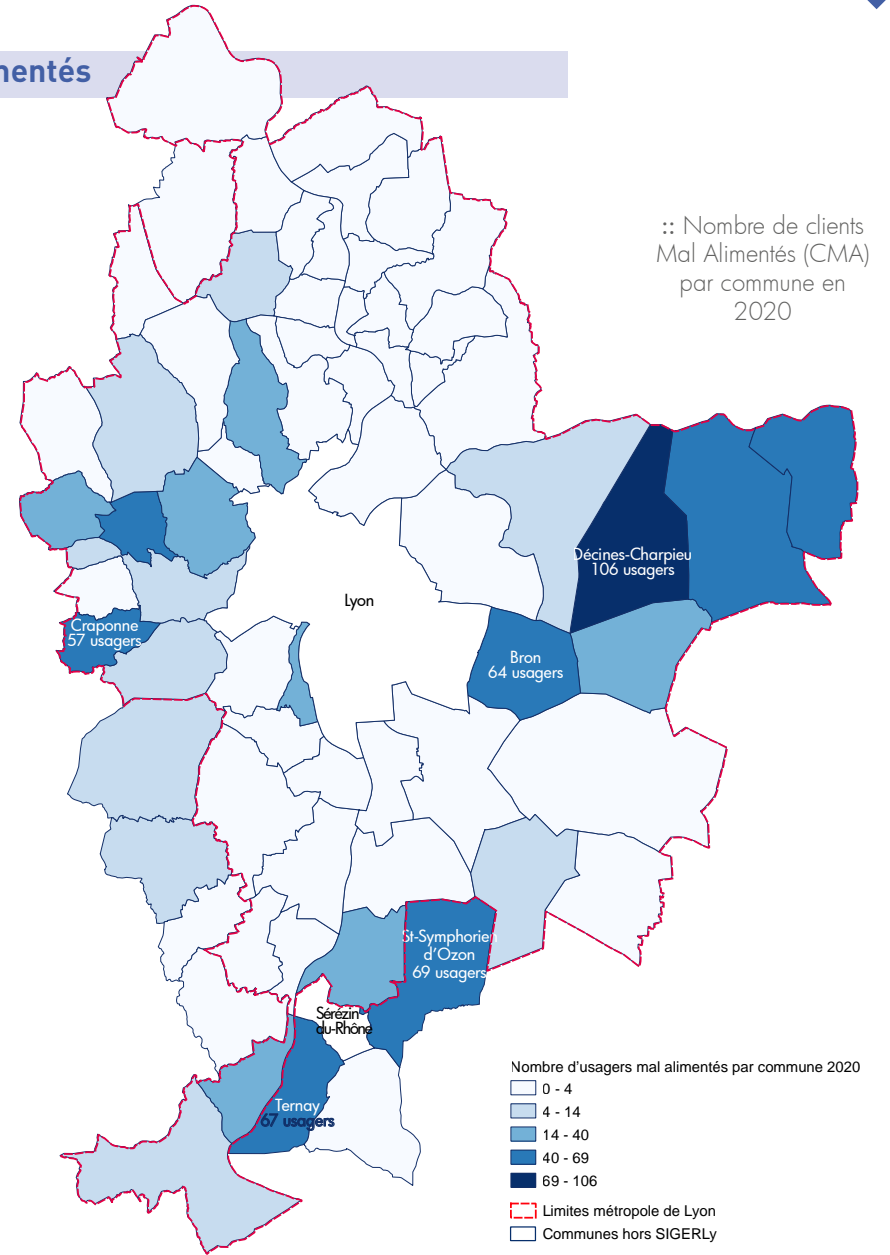 :: Nombre de clients
Mal Alimentés (CMA)
par commune en
2020
Décines-Charpieu
106 usagers
Lyon
Craponne
57 usagers
Bron
64 usagers
St-Symphorien
d'Ozon
69 usagers
Sérézin
du-Rhône
Ternay
67 usagers
Nombre d'usagers mal alimentés par commune 2020
0 - 4
4 - 14
14 - 40
40 - 69
69 - 106
Limites métropole de Lyon
Communes hors SIGERLy